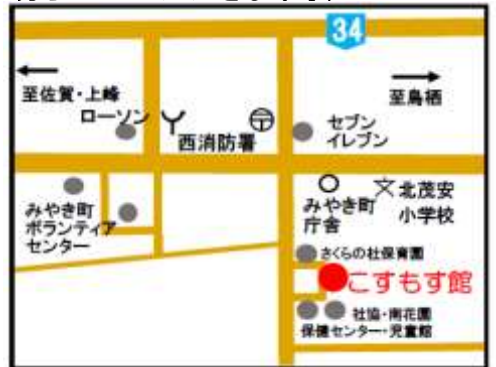 34
至佐賀・上峰
至鳥栖
ローソン
西消防署
セブン
イレブン
みやき町
ボランティア
センター
みやき町
庁舎
北茂安
小学校
さくらの杜保育園
こすもす館
社協・南花園
保健センター・児童館